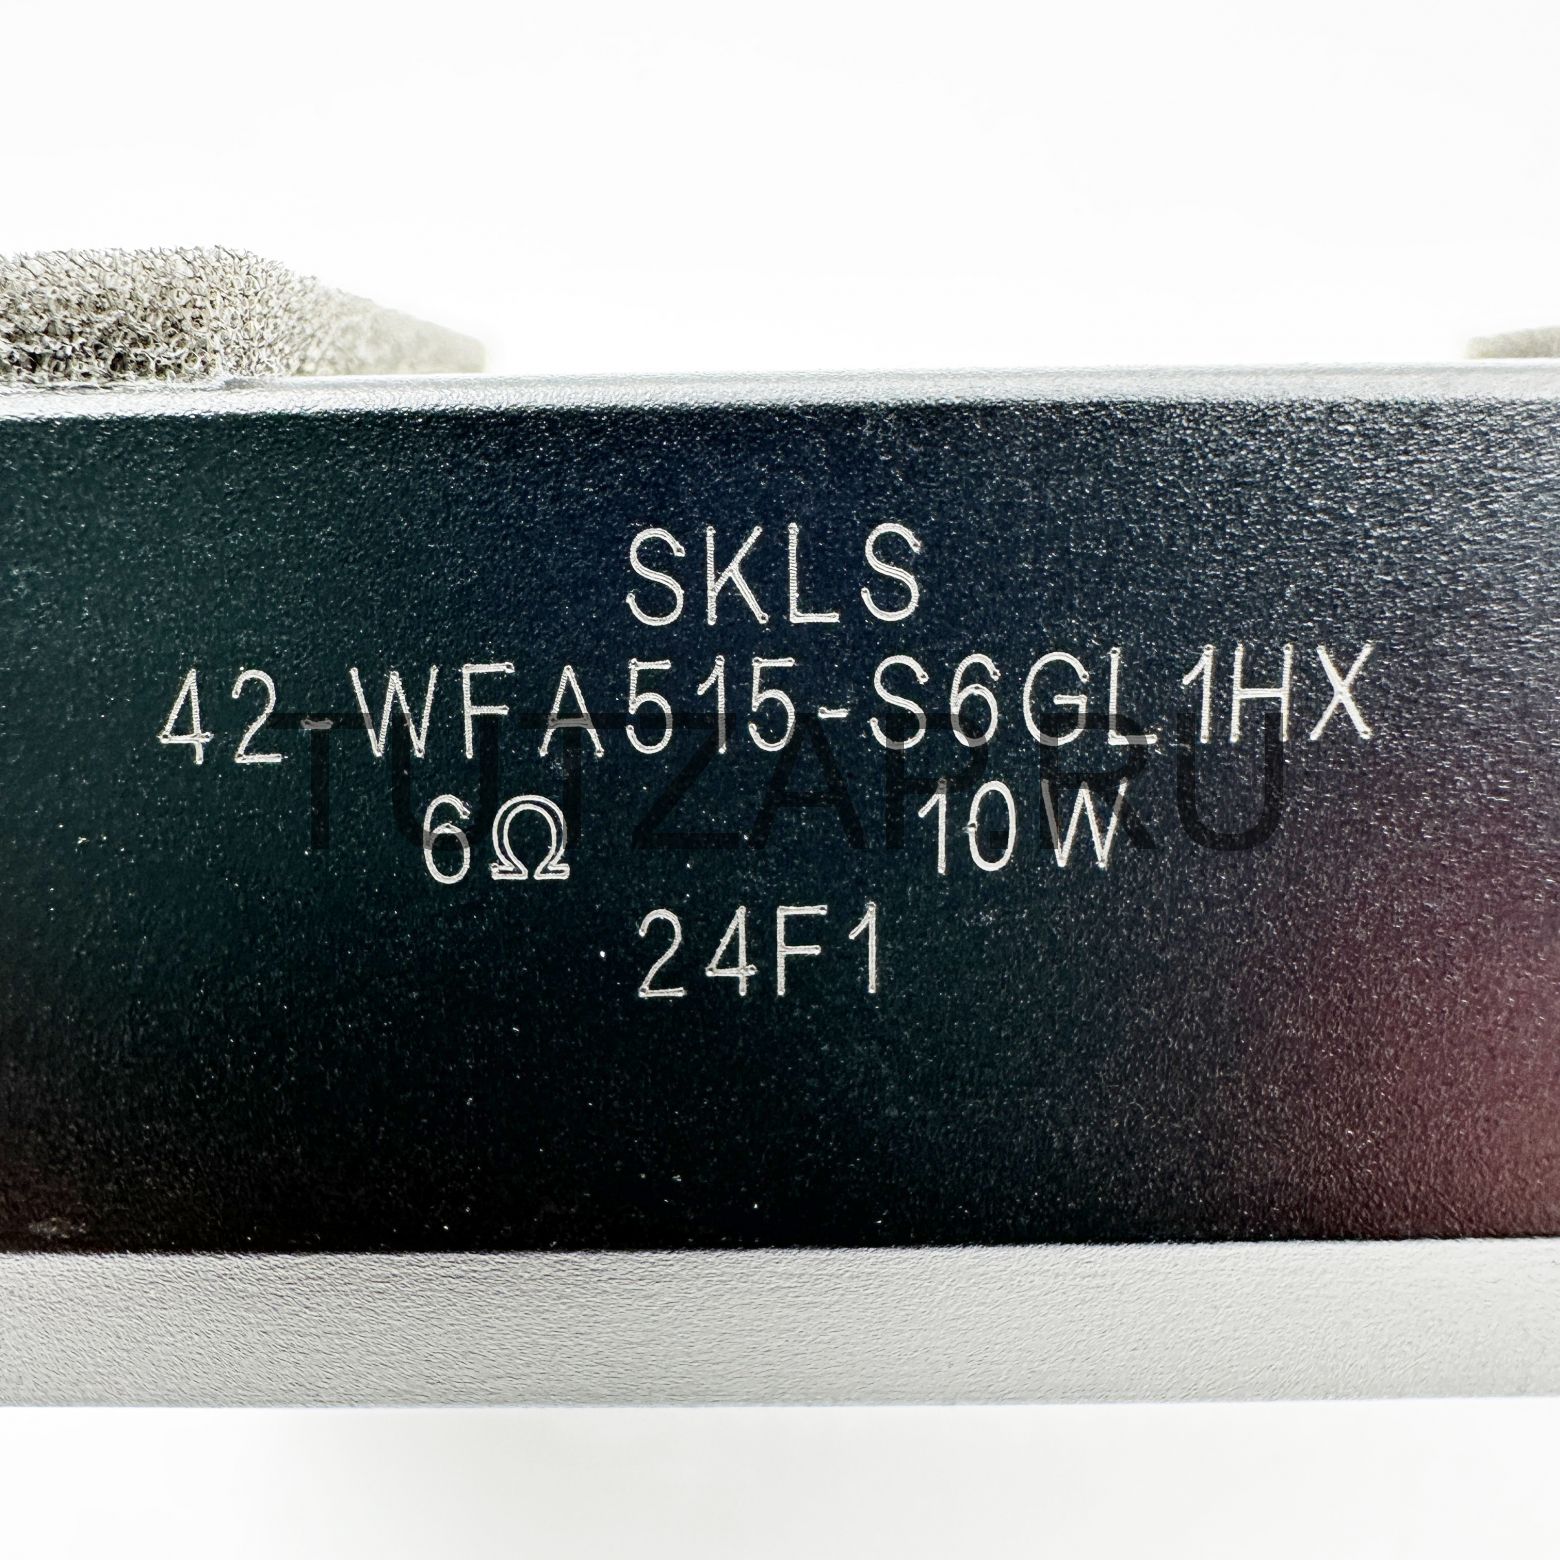 SKLS
42-WFA515-S6GL1HX
TUTZAP.RU
6Ω 10W
24F1